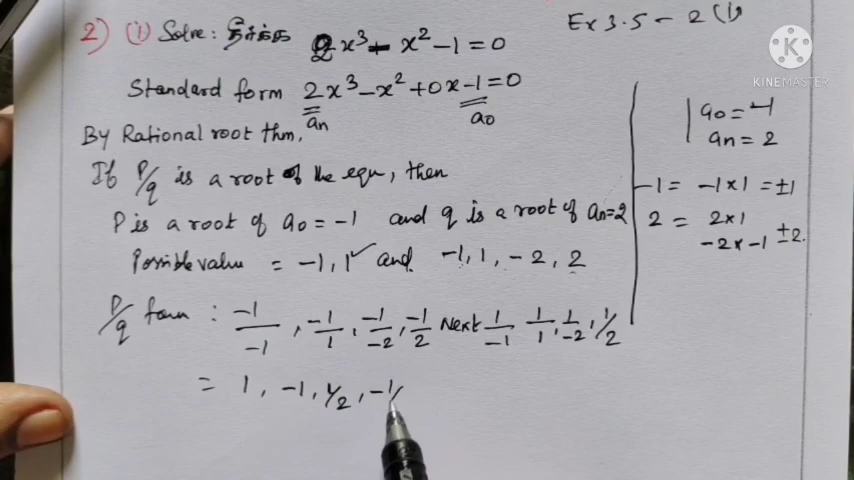 Ex 3.5 - 2 (i)
2) (i) Solve: தீர்க்க 2x³ - x² - 1 = 0
Standard form 2x³ - x² + 0x - 1 = 0
an a₀
By Rational root thm,
If P/q is a root of the equ, then
P is a root of a₀ = -1 and q is a root of an = 2
Possible value = -1, 1 ✓ and -1, 1, -2, 2
P/q form : -1/-1, -1/1, -1/-2, -1/2 Next 1/-1 1/1, 1/-2, 1/2
= 1, -1, 1/2, -1/
a₀ = -1
an = 2
-1 = -1 × 1 = ±1
2 = 2 × 1
-2 × -1 ±2.
K
KINEMASTER